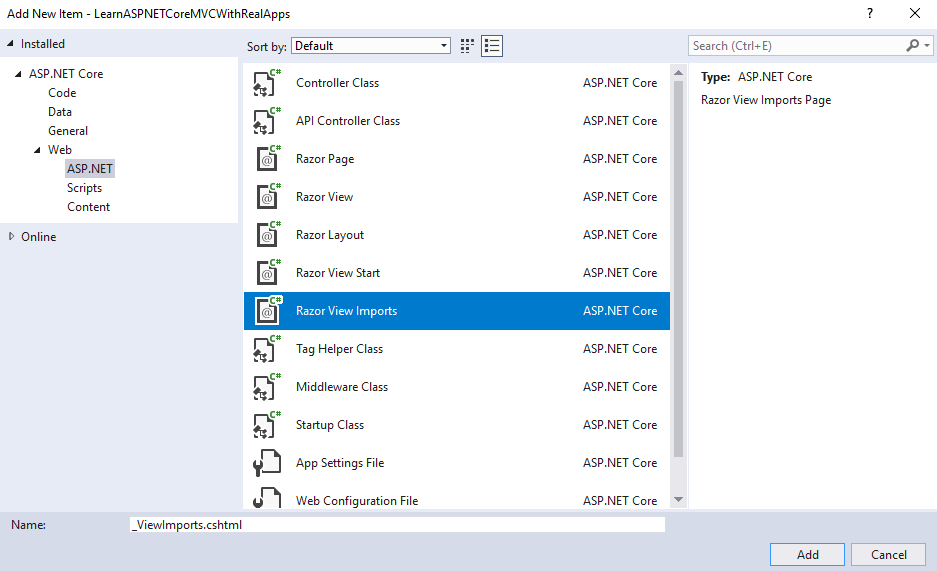 Add New Item - LearnASPNETCoreMVCWithRealApps
Installed
Sort by: Default
Search (Ctrl+E)
ASP.NET Core
Code
Data
General
Web
ASP.NET
Scripts
Content
Online
C# Controller Class ASP.NET Core
C# API Controller Class ASP.NET Core
C# @ Razor Page ASP.NET Core
C# @ Razor View ASP.NET Core
C# @ Razor Layout ASP.NET Core
C# @ Razor View Start ASP.NET Core
C# @ Razor View Imports ASP.NET Core
C# Tag Helper Class ASP.NET Core
C# Middleware Class ASP.NET Core
C# Startup Class ASP.NET Core
App Settings File ASP.NET Core
Web Configuration File ASP.NET Core
Type: ASP.NET Core
Razor View Imports Page
Name: _ViewImports.cshtml
Add Cancel